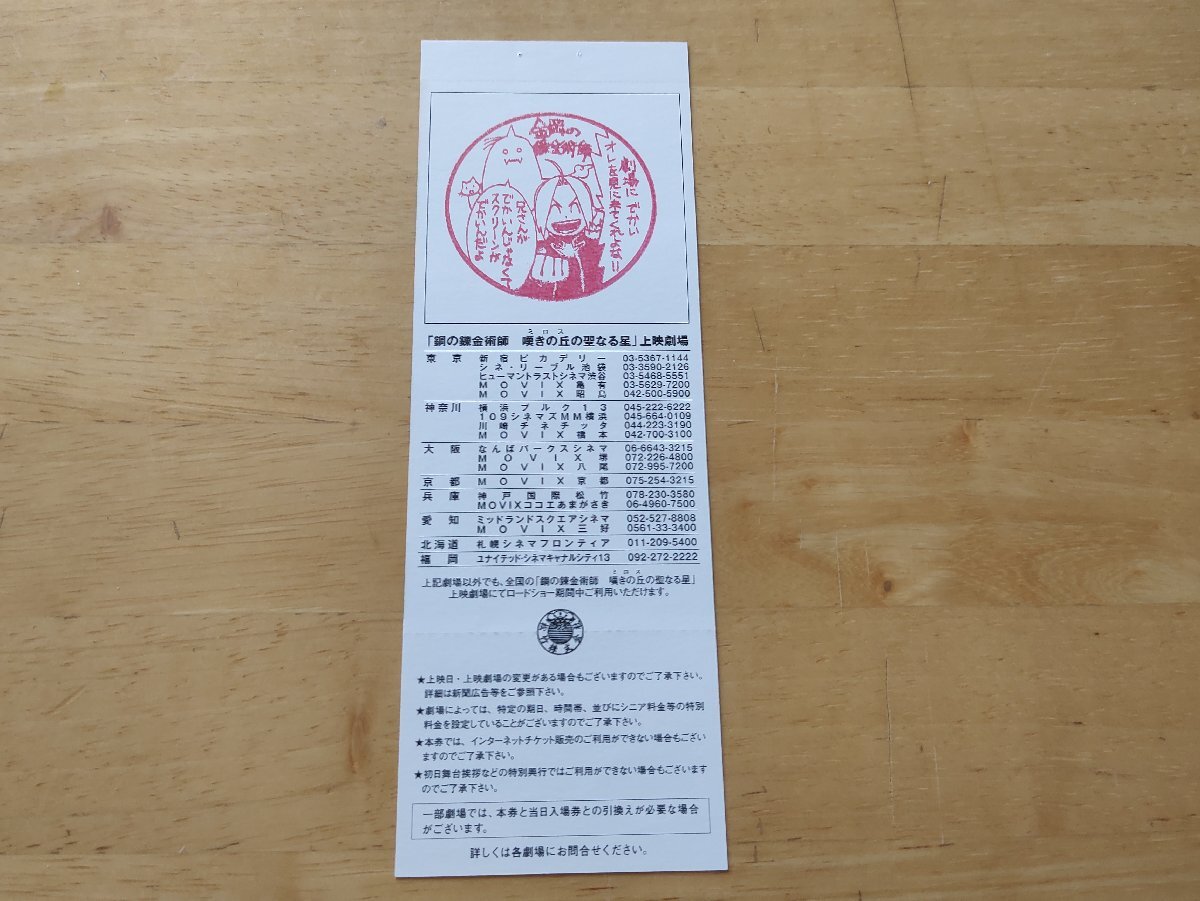 鋼の
錬金術師
劇場に でかい
オレを見に来てくれよな!!
兄さんが
でかいんじゃなくて
スクリーンが
でかいんだよ
「鋼の錬金術師 嘆きの丘の聖なる星」上映劇場
ミロス
東京 新宿ピカデリー 03-5367-1144
シネ・リーブル池袋 03-3590-2126
ヒューマントラストシネマ渋谷 03-5468-5551
MOVIX亀有 03-5629-7200
MOVIX昭島 042-500-5900
神奈川 横浜ブルク13 045-222-6222
109シネマズMM横浜 045-664-0109
川崎チネチッタ 044-223-3190
MOVIX橋本 042-700-3100
大阪 なんばパークスシネマ 06-6643-3215
MOVIX堺 072-226-4800
MOVIX八尾 072-995-7200
京都 MOVIX京都 075-254-3215
兵庫 神戸国際松竹 078-230-3580
MOVIXココエあまがさき 06-4960-7500
愛知 ミッドランドスクエアシネマ 052-527-8808
MOVIX三好 0561-33-3400
北海道 札幌シネマフロンティア 011-209-5400
福岡 ユナイテッド・シネマキャナルシティ13 092-272-2222
上記劇場以外でも、全国の「鋼の錬金術師 嘆きの丘の聖なる星」
ミロス
上映劇場にてロードショー期間中ご利用いただけます。
★上映日・上映劇場の変更がある場合もございますのでご了承下さい。
詳細は新聞広告等をご参照下さい。
★劇場によっては、特定の期日、時間帯、並びにシニア料金等の特別
料金を設定していることがございますのでご了承下さい。
★本券では、インターネットチケット販売のご利用ができない場合もござい
ますのでご了承下さい。
★初日舞台挨拶などの特別興行ではご利用ができない場合もございます
のでご了承下さい。
一部劇場では、本券と当日入場券との引換えが必要な場合
がございます。
詳しくは各劇場にお問合せください。